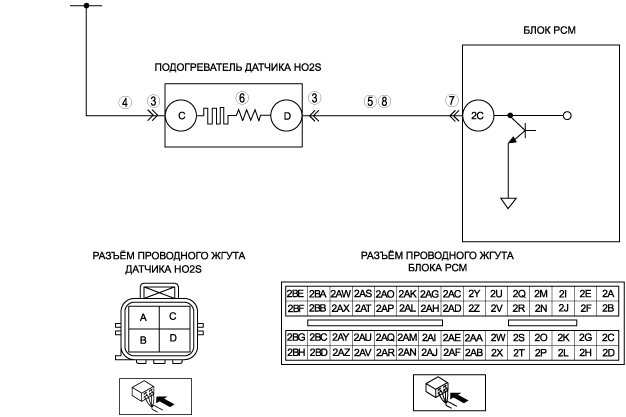 БЛОК PCM
ПОДОГРЕВАТЕЛЬ ДАТЧИКА HO2S
4 3 6 3 5 8 7
C D 2C
РАЗЪЁМ ПРОВОДНОГО ЖГУТА
ДАТЧИКА HO2S
A C
B D
РАЗЪЁМ ПРОВОДНОГО ЖГУТА
БЛОКА PCM
2BE 2BA 2AW 2AS 2AO 2AK 2AG 2AC 2Y 2U 2Q 2M 2I 2E 2A
2BF 2BB 2AX 2AT 2AP 2AL 2AH 2AD 2Z 2V 2R 2N 2J 2F 2B
2BG 2BC 2AY 2AU 2AQ 2AM 2AI 2AE 2AA 2W 2S 2O 2K 2G 2C
2BH 2BD 2AZ 2AV 2AR 2AN 2AJ 2AF 2AB 2X 2T 2P 2L 2H 2D